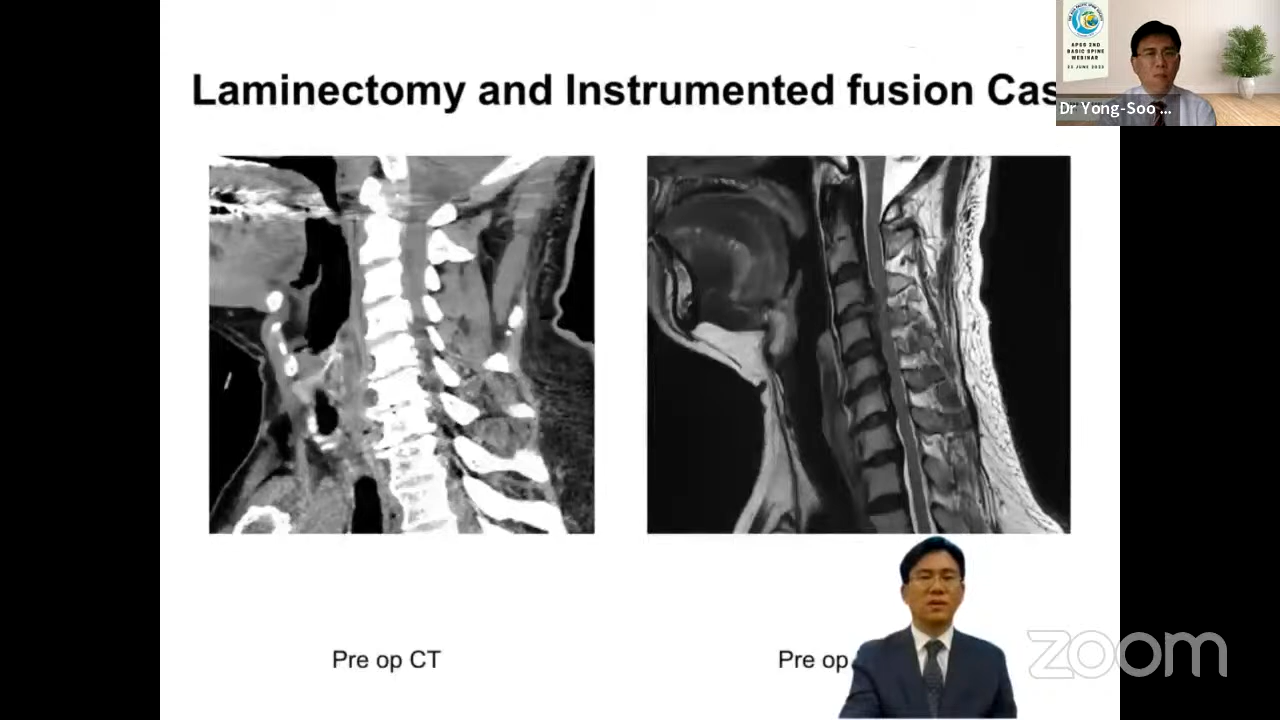 Laminectomy and Instrumented fusion Cas
APSS 2ND
BASIC SPINE
WEBINAR
Dr Yong-Soo ...
Pre op CT
Pre op
zoom